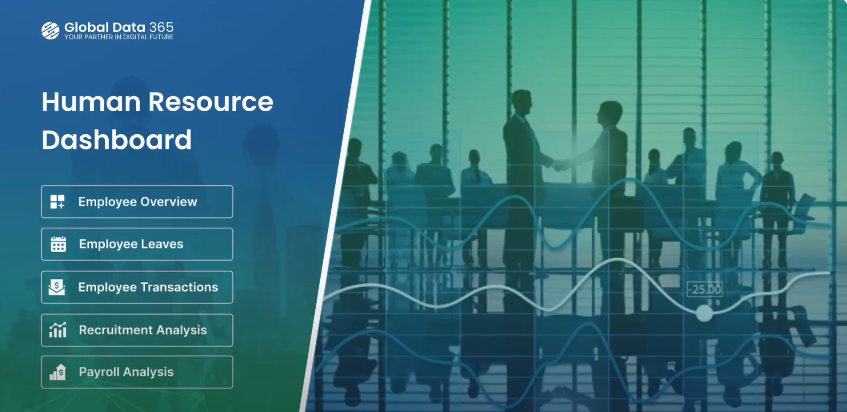 Global Data 365
YOUR PARTNER IN DIGITAL FUTURE
Human Resource
Dashboard
Employee Overview
Employee Leaves
Employee Transactions
Recruitment Analysis
Payroll Analysis
-25.00